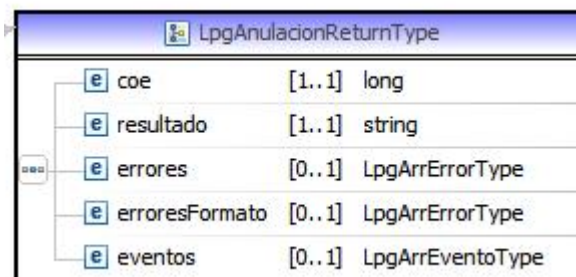 LpgAnulacionReturnType
coe [1..1] long
resultado [1..1] string
errores [0..1] LpgArrErrorType
erroresFormato [0..1] LpgArrErrorType
eventos [0..1] LpgArrEventoType